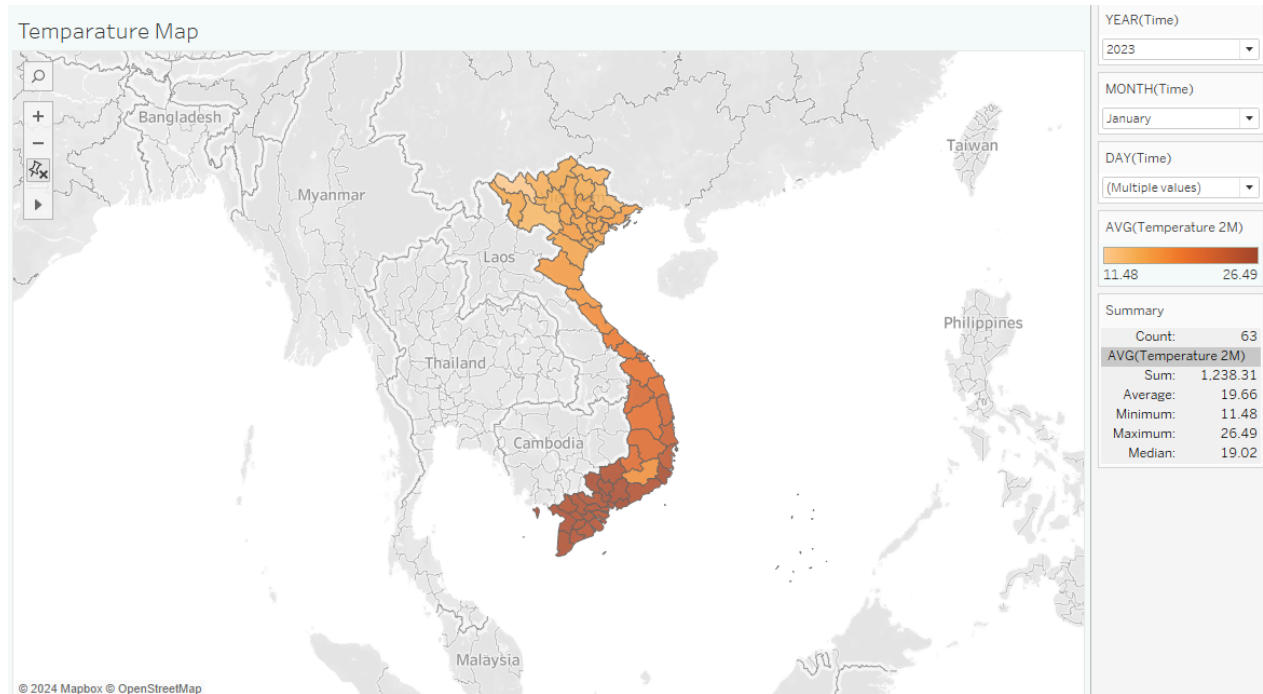 Temparature Map
Bangladesh
Myanmar
Laos
Thailand
Cambodia
Malaysia
Taiwan
Philippines
© 2024 Mapbox © OpenStreetMap
YEAR(Time)
2023
MONTH(Time)
January
DAY(Time)
(Multiple values)
AVG(Temperature 2M)
11.48 26.49
Summary
Count: 63
AVG(Temperature 2M)
Sum: 1,238.31
Average: 19.66
Minimum: 11.48
Maximum: 26.49
Median: 19.02